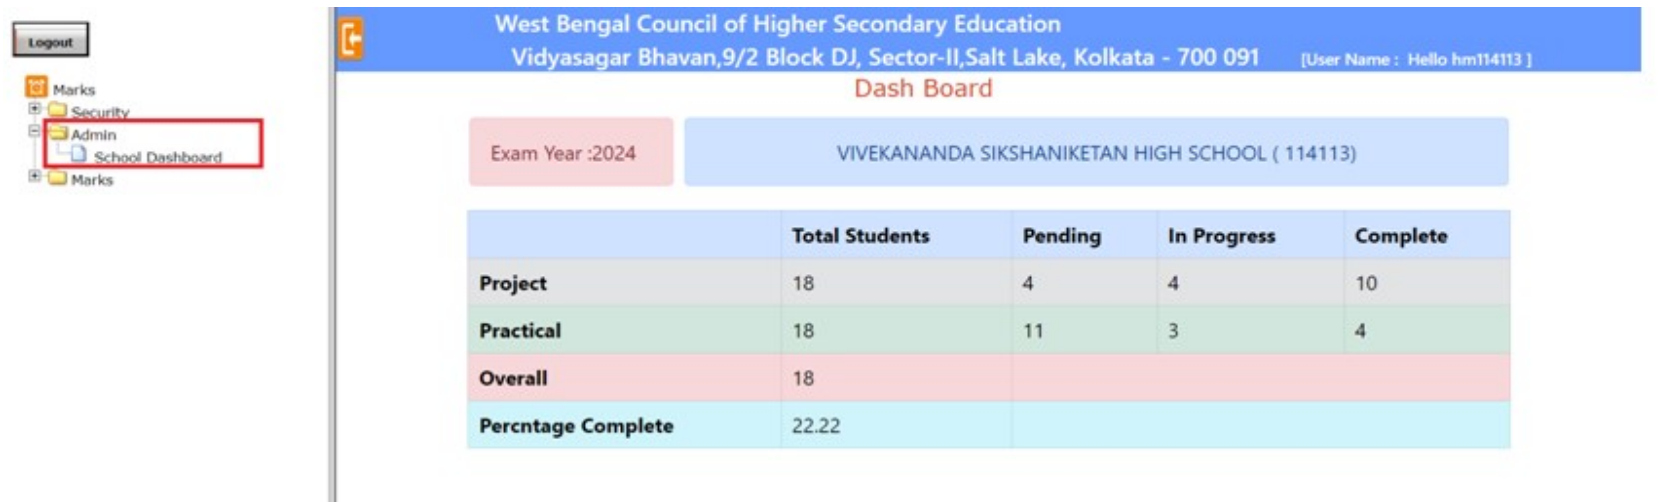 Logout
Marks
Security
Admin
School Dashboard
Marks
West Bengal Council of Higher Secondary Education
Vidyasagar Bhavan,9/2 Block DJ, Sector-II,Salt Lake, Kolkata - 700 091 [User Name : Hello hm114113 ]
Dash Board
Exam Year :2024 VIVEKANANDA SIKSHANIKETAN HIGH SCHOOL ( 114113)
Total Students Pending In Progress Complete
Project 18 4 4 10
Practical 18 11 3 4
Overall 18
Percntage Complete 22.22